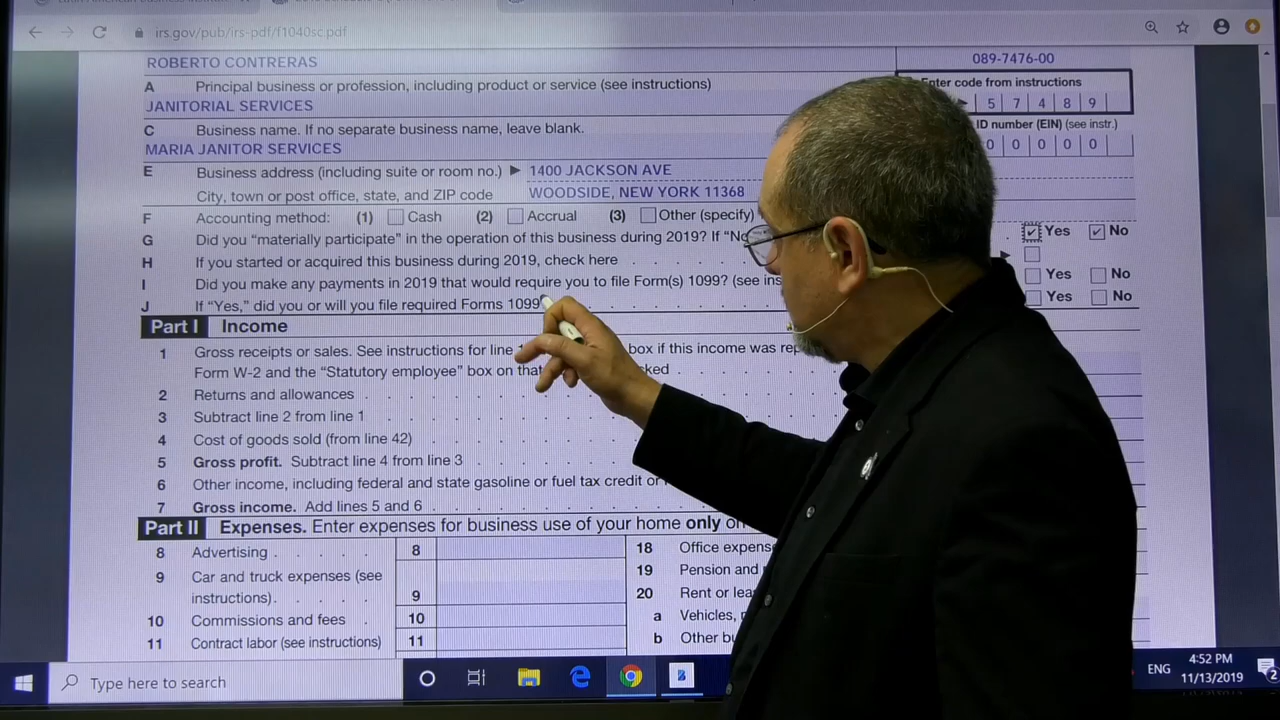 irs.gov/pub/irs-pdf/f1040sc.pdf
ROBERTO CONTRERAS
089-7476-00
A Principal business or profession, including product or service (see instructions)
Enter code from instructions
JANITORIAL SERVICES
5 7 4 8 9
C Business name. If no separate business name, leave blank.
ID number (EIN) (see instr.)
MARIA JANITOR SERVICES
0 0 0 0 0
E Business address (including suite or room no.) ▶ 1400 JACKSON AVE
City, town or post office, state, and ZIP code WOODSIDE, NEW YORK 11368
F Accounting method: (1) Cash (2) Accrual (3) Other (specify)
G Did you “materially participate” in the operation of this business during 2019? If Yes No
H If you started or acquired this business during 2019, check here
I Did you make any payments in 2019 that would require you to file Form(s) 1099? (see Yes No
J If “Yes,” did you or will you file required Forms 1099 Yes No
Part I Income
1 Gross receipts or sales. See instructions for line box if this income was
Form W-2 and the “Statutory employee” box on
2 Returns and allowances
3 Subtract line 2 from line 1
4 Cost of goods sold (from line 42)
5 Gross profit. Subtract line 4 from line 3
6 Other income, including federal and state gasoline or fuel tax credit or
7 Gross income. Add lines 5 and 6
Part II Expenses. Enter expenses for business use of your home only
8 Advertising 8 18 Office
9 Car and truck expenses (see instructions) 9 19 Pension and
20 Rent or
10 Commissions and fees 10 a Vehicles,
11 Contract labor (see instructions) 11 b Other
Type here to search
ENG
4:52 PM
11/13/2019
2